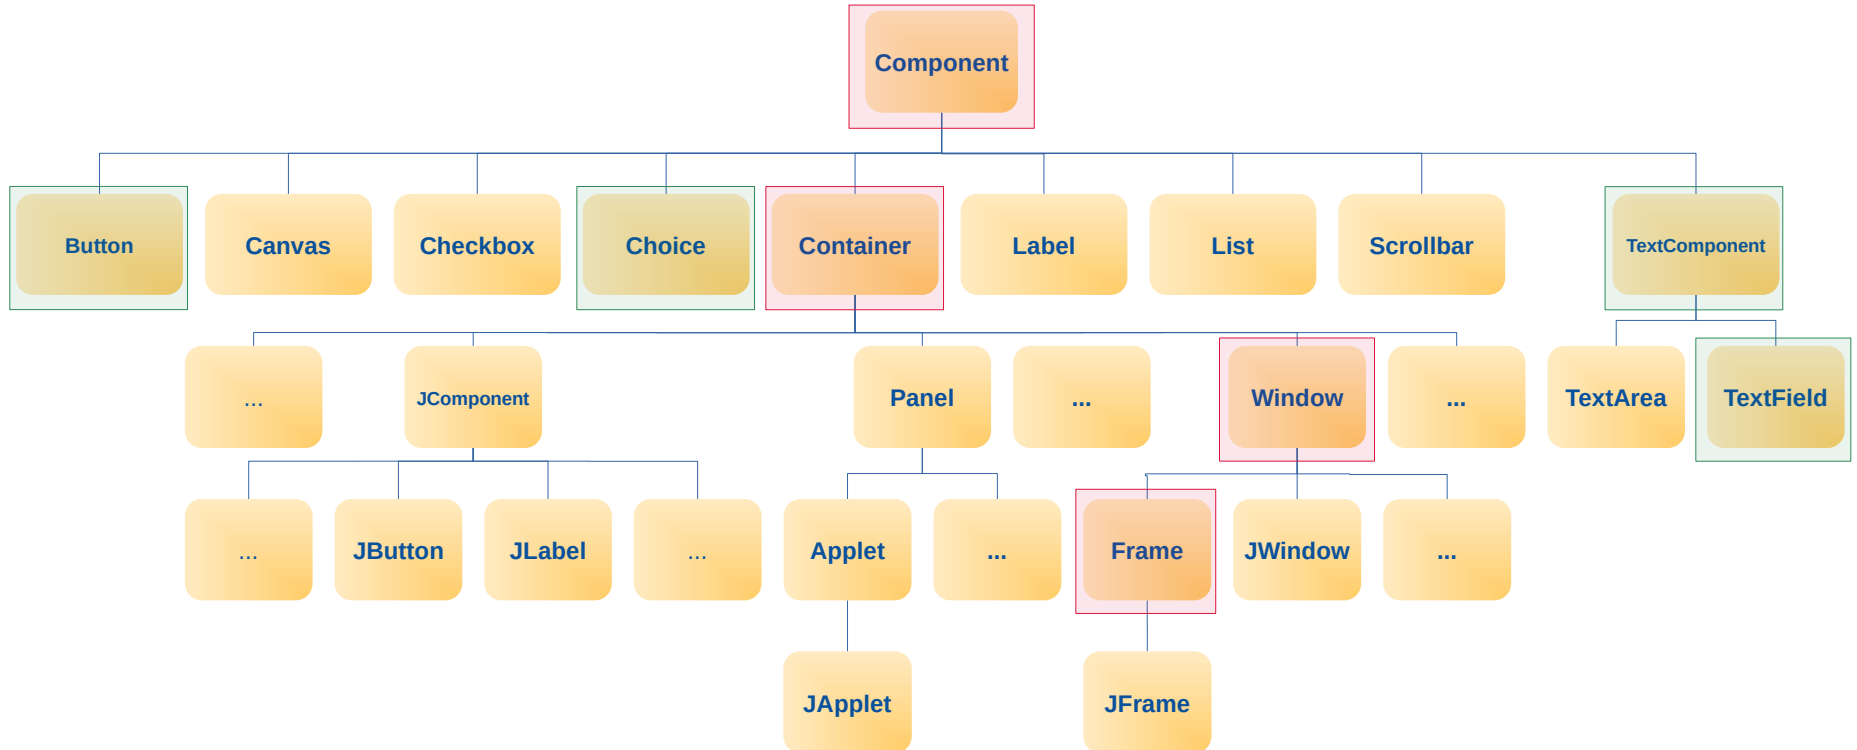 Component
Button
Canvas
Checkbox
Choice
Container
Label
List
Scrollbar
TextComponent
...
JComponent
Panel
...
Window
...
TextArea
TextField
...
JButton
JLabel
...
Applet
...
Frame
JWindow
...
JApplet
JFrame